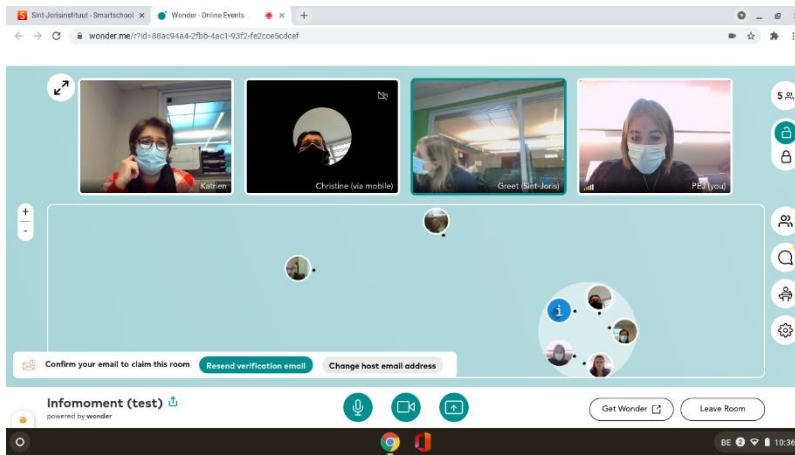 Sint-Jorisinstituut - Smartschool
Wonder - Online Events
wonder.me/r?id=88ac94a4-2fbb-4ac1-93f2-fe2cce5cdcef
Katrien
Christine (via mobile)
Greet (Sint-Joris)
PEJ (you)
5
+
-
i
Confirm your email to claim this room
Resend verification email
Change host email address
Infomoment (test)
powered by wonder
Get Wonder
Leave Room
BE 2 10:36